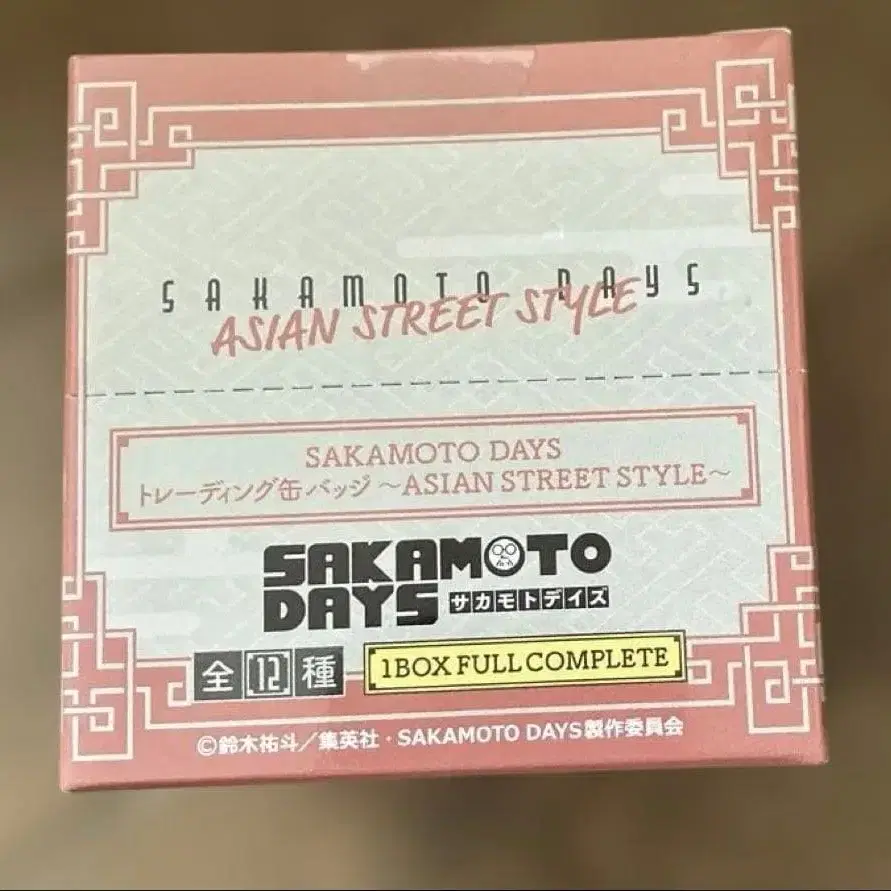 SAKAMOTO DAYS
ASIAN STREET STYLE
SAKAMOTO DAYS
トレーディング缶バッジ ～ASIAN STREET STYLE～
SAKAMOTO
DAYS サカモトデイズ
全12種 1BOX FULL COMPLETE
©鈴木祐斗／集英社・SAKAMOTO DAYS製作委員会